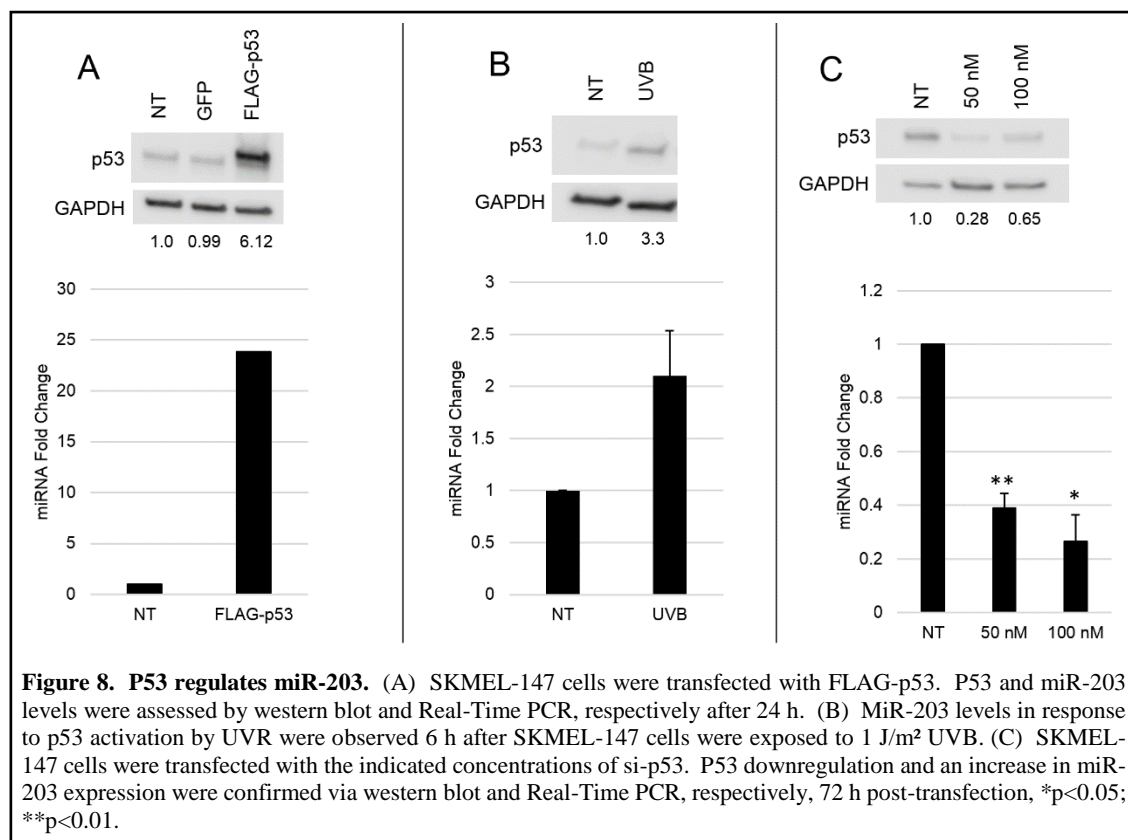 A
NT
GFP
FLAG-p53
p53
GAPDH
1.0 0.99 6.12
miRNA Fold Change
30
25
20
15
10
5
0
NT FLAG-p53
B
NT
UVB
p53
GAPDH
1.0 3.3
miRNA Fold Change
3
2.5
2
1.5
1
0.5
0
NT UVB
C
NT
50 nM
100 nM
p53
GAPDH
1.0 0.28 0.65
miRNA Fold Change
1.2
1
0.8
0.6
0.4
0.2
0
**
*
NT 50 nM 100 nM
Figure 8. P53 regulates miR-203. (A) SKMEL-147 cells were transfected with FLAG-p53. P53 and miR-203
levels were assessed by western blot and Real-Time PCR, respectively after 24 h. (B) MiR-203 levels in response
to p53 activation by UVR were observed 6 h after SKMEL-147 cells were exposed to 1 J/m² UVB. (C) SKMEL-
147 cells were transfected with the indicated concentrations of si-p53. P53 downregulation and an increase in miR-
203 expression were confirmed via western blot and Real-Time PCR, respectively, 72 h post-transfection, *p<0.05;
**p<0.01.